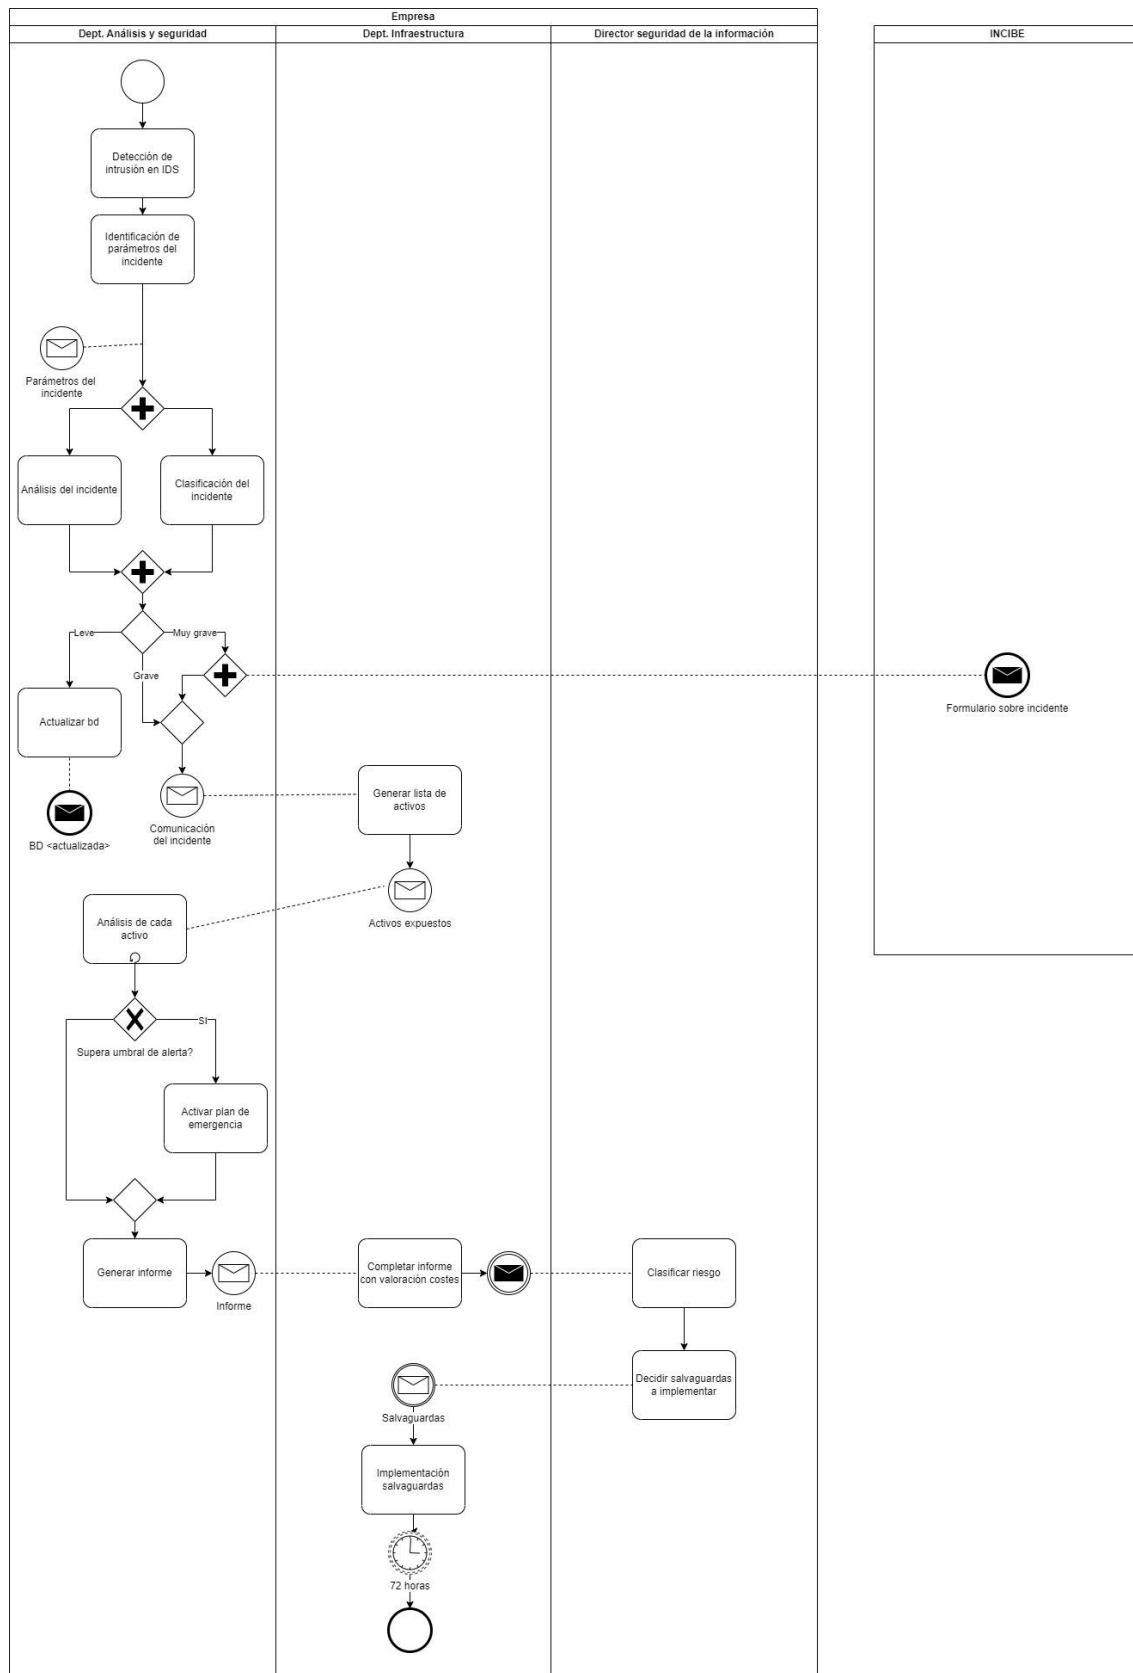 Empresa
Dept. Análisis y seguridad
Dept. Infraestructura
Director seguridad de la información
INCIBE
Detección de
intrusión en IDS
Identificación de
parámetros del
incidente
Parámetros del
incidente
Análisis del incidente
Clasificación del
incidente
Leve
Muy grave
Grave
Formulario sobre incidente
Actualizar bd
Generar lista de
activos
Comunicación
del incidente
BD <actualizada>
Activos expuestos
Análisis de cada
activo
SI
Supera umbral de alerta?
Activar plan de
emergencia
Generar informe
Informe
Completar informe
con valoración costes
Clasificar riesgo
Decidir salvaguardas
a implementar
Salvaguardas
Implementación
salvaguardas
72 horas